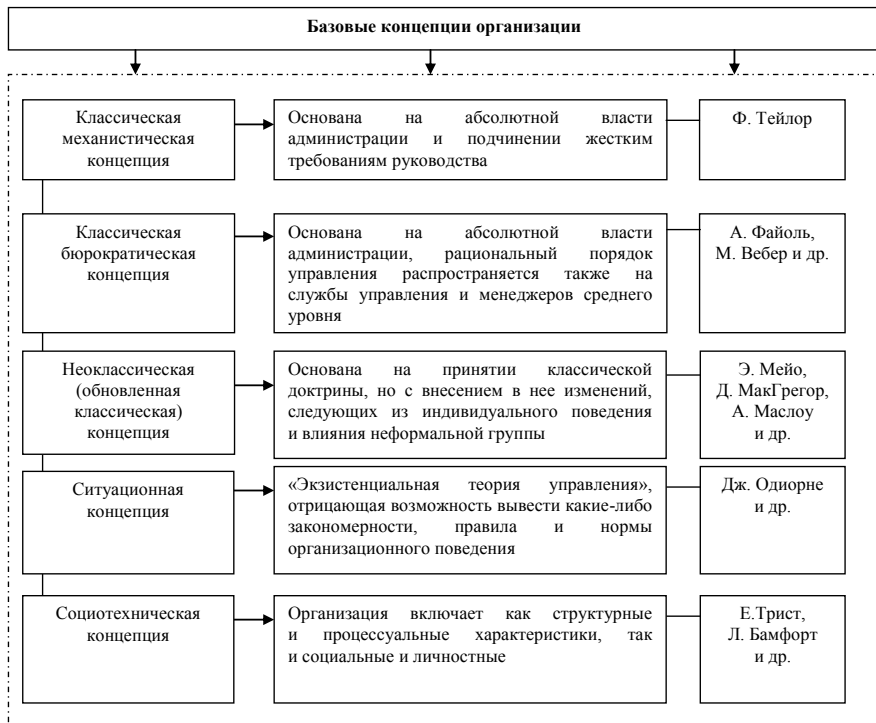 Базовые концепции организации
Классическая
механистическая
концепция
Основана на абсолютной власти
администрации и подчинении жестким
требованиям руководства
Ф. Тейлор
Классическая
бюрократическая
концепция
Основана на абсолютной власти
администрации, рациональный порядок
управления распространяется также на
службы управления и менеджеров среднего
уровня
А. Файоль,
М. Вебер и др.
Неоклассическая
(обновленная
классическая)
концепция
Основана на принятии классической
доктрины, но с внесением в нее изменений,
следующих из индивидуального поведения
и влияния неформальной группы
Э. Мейо,
Д. МакГрегор,
А. Маслоу
и др.
Ситуационная
концепция
«Экзистенциальная теория управления»,
отрицающая возможность вывести какие-либо
закономерности, правила и нормы
организационного поведения
Дж. Одиорне
и др.
Социотехническая
концепция
Организация включает как структурные
и процессуальные характеристики, так
и социальные и личностные
Е.Трист,
Л. Бамфорт
и др.